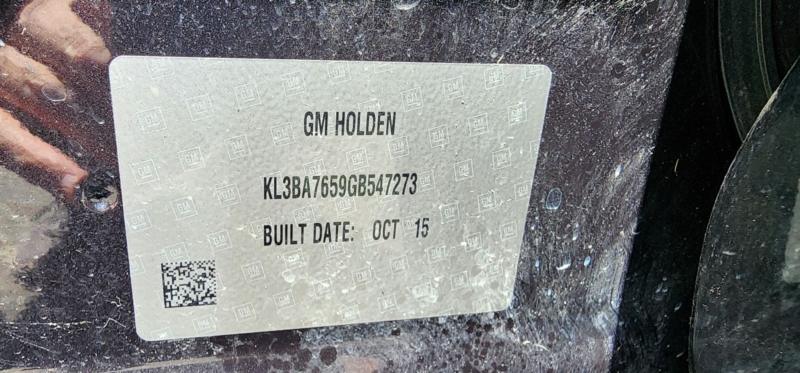 GM HOLDEN
KL3BA7659GB547273
BUILT DATE: OCT 15